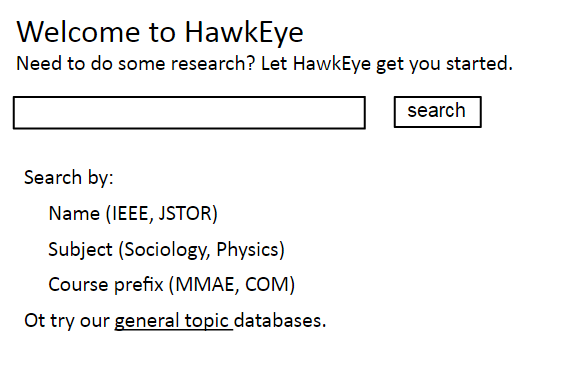 Welcome to HawkEye
Need to do some research? Let HawkEye get you started.
search
Search by:
Name (IEEE, JSTOR)
Subject (Sociology, Physics)
Course prefix (MMAE, COM)
Ot try our general topic databases.